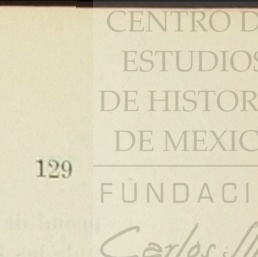 CENTRO D
ESTUDIOS
DE HISTOR
DE MEXIC
129
FUNDACI
Carlos